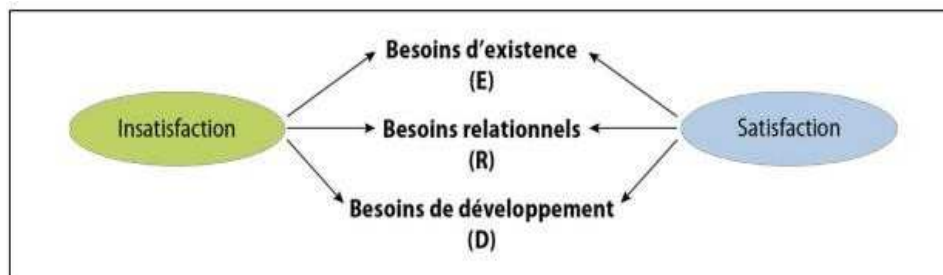 Besoins d'existence
(E)
Insatisfaction
Besoins relationnels
(R)
Satisfaction
Besoins de développement
(D)